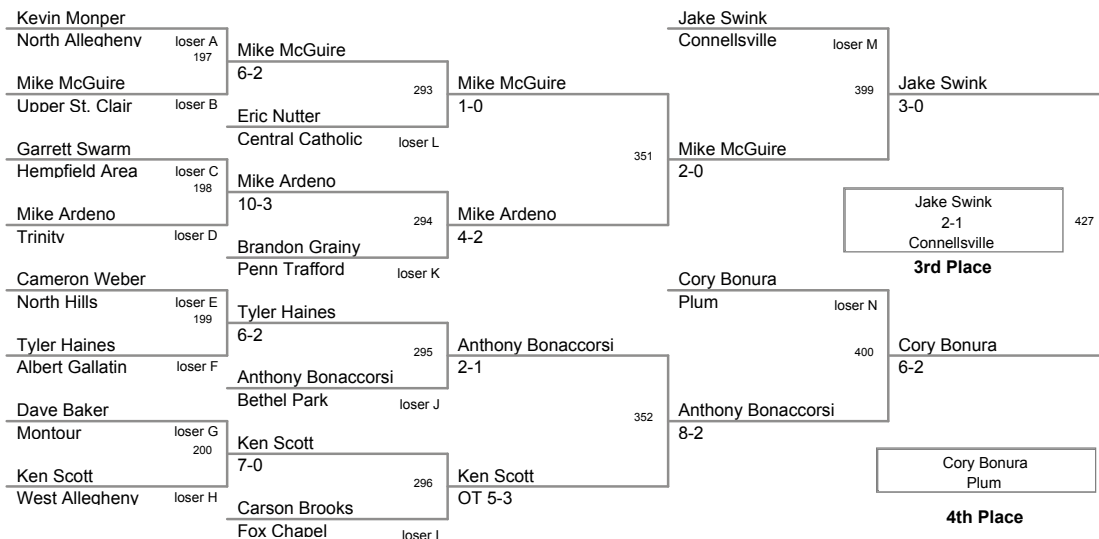 Kevin Monper
North Allegheny loser A
197
Mike McGuire
6-2
Mike McGuire
Upper St. Clair loser B
293
Mike McGuire
1-0
Eric Nutter
Central Catholic loser L
Garrett Swarm
Hempfield Area loser C
198
Mike Ardeno
10-3
Mike Ardeno
Trinity loser D
294
Mike Ardeno
4-2
Brandon Grainy
Penn Trafford loser K
351
Mike McGuire
2-0
Cameron Weber
North Hills loser E
199
Tyler Haines
6-2
Tyler Haines
Albert Gallatin loser F
295
Anthony Bonaccorsi
2-1
Anthony Bonaccorsi
Bethel Park loser J
Dave Baker
Montour loser G
200
Ken Scott
7-0
Ken Scott
West Allegheny loser H
296
Ken Scott
OT 5-3
Carson Brooks
Fox Chapel loser I
352
Anthony Bonaccorsi
8-2
Jake Swink
Connellsville loser M
399
Jake Swink
3-0
Jake Swink
2-1
Connellsville
427
3rd Place
Cory Bonura
Plum loser N
400
Cory Bonura
6-2
Cory Bonura
Plum
4th Place